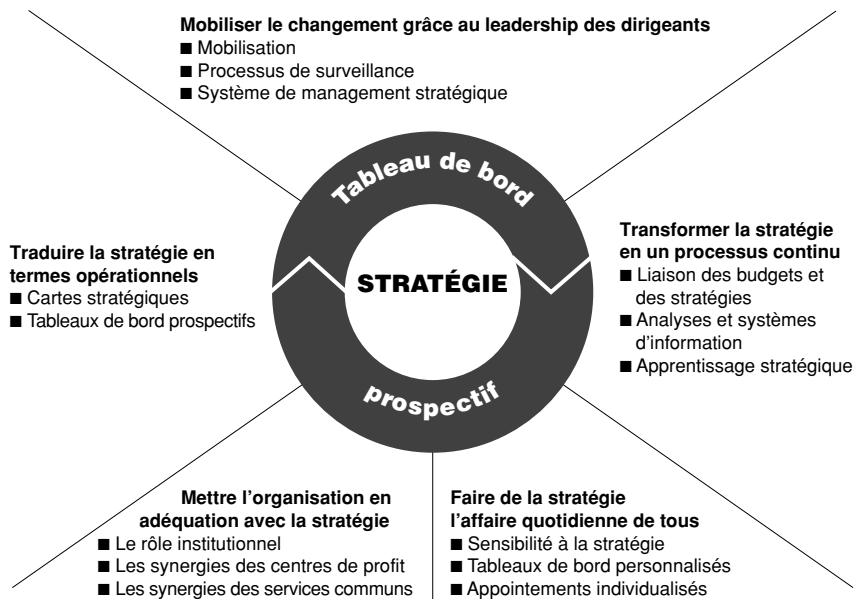 Mobiliser le changement grâce au leadership des dirigeants
■ Mobilisation
■ Processus de surveillance
■ Système de management stratégique
Tableau de bord
prospectif
STRATÉGIE
Transformer la stratégie
en un processus continu
■ Liaison des budgets et
des stratégies
■ Analyses et systèmes
d'information
■ Apprentissage stratégique
Traduire la stratégie en
termes opérationnels
■ Cartes stratégiques
■ Tableaux de bord prospectifs
Mettre l'organisation en
adéquation avec la stratégie
■ Le rôle institutionnel
■ Les synergies des centres de profit
■ Les synergies des services communs
Faire de la stratégie
l'affaire quotidienne de tous
■ Sensibilité à la stratégie
■ Tableaux de bord personnalisés
■ Appointements individualisés